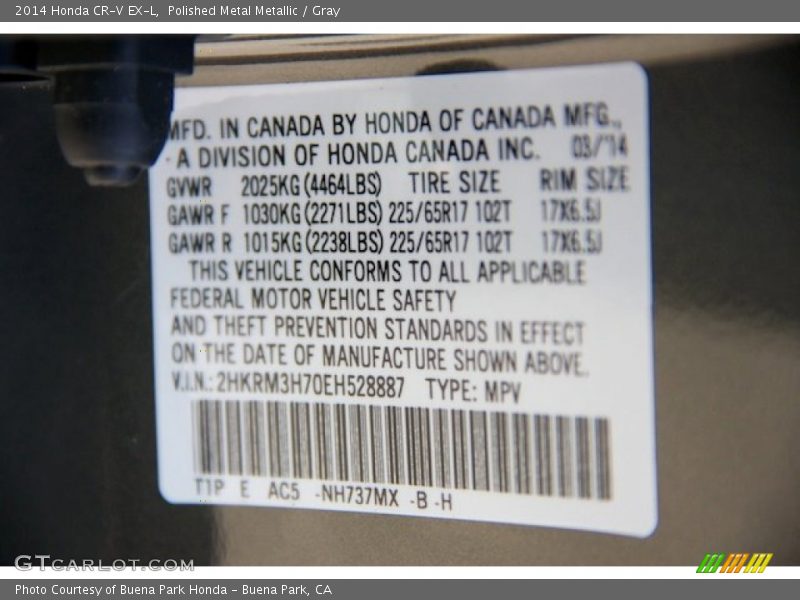 2014 Honda CR-V EX-L, Polished Metal Metallic / Gray
MFD. IN CANADA BY HONDA OF CANADA MFG.,
- A DIVISION OF HONDA CANADA INC. 03/'14
GVWR 2025KG(4464LBS) TIRE SIZE RIM SIZE
GAWR F 1030KG(2271LBS) 225/65R17 102T 17X6.5J
GAWR R 1015KG(2238LBS) 225/65R17 102T 17X6.5J
THIS VEHICLE CONFORMS TO ALL APPLICABLE
FEDERAL MOTOR VEHICLE SAFETY
AND THEFT PREVENTION STANDARDS IN EFFECT
ON THE DATE OF MANUFACTURE SHOWN ABOVE.
V.I.N.: 2HKRM3H70EH528887 TYPE: MPV
T1P E AC5 -NH737MX -B -H
GTCARLOT.COM
Photo Courtesy of Buena Park Honda - Buena Park, CA